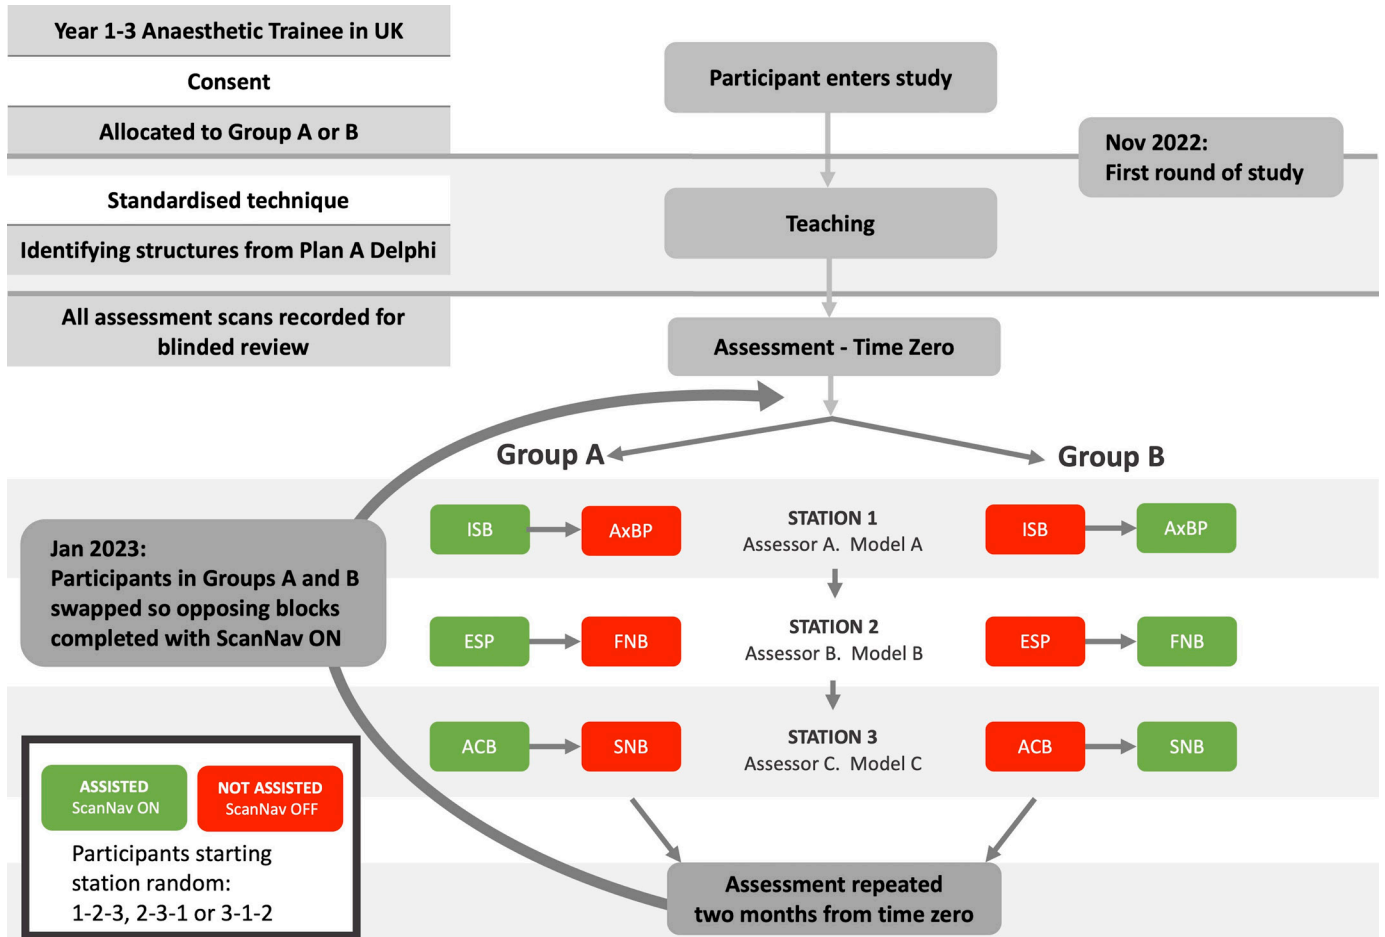 Year 1-3 Anaesthetic Trainee in UK
Consent
Allocated to Group A or B
Participant enters study
Nov 2022:
First round of study
Standardised technique
Identifying structures from Plan A Delphi
Teaching
All assessment scans recorded for
blinded review
Assessment - Time Zero
Group A
Group B
ISB
AxBP
STATION 1
Assessor A. Model A
ISB
AxBP
Jan 2023:
Participants in Groups A and B
swapped so opposing blocks
completed with ScanNav ON
ESP
FNB
STATION 2
Assessor B. Model B
ESP
FNB
ACB
SNB
STATION 3
Assessor C. Model C
ACB
SNB
ASSISTED
ScanNav ON
NOT ASSISTED
ScanNav OFF
Participants starting
station random:
1-2-3, 2-3-1 or 3-1-2
Assessment repeated
two months from time zero